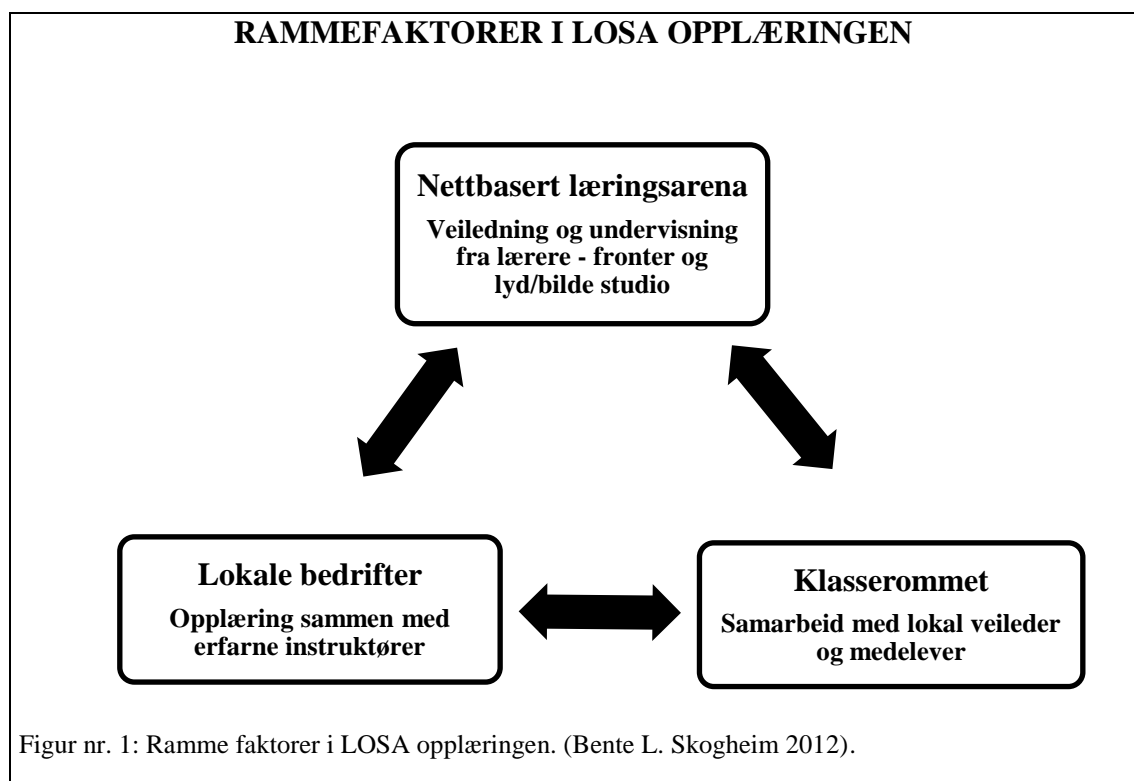 RAMMEFAKTORER I LOSA OPPLÆRINGEN
Nettbasert læringsarena
Veiledning og undervisning
fra lærere - fronter og
lyd/bilde studio
Lokale bedrifter
Opplæring sammen med
erfarne instruktører
Klasserommet
Samarbeid med lokal veileder
og medelever
Figur nr. 1: Ramme faktorer i LOSA opplæringen. (Bente L. Skogheim 2012).